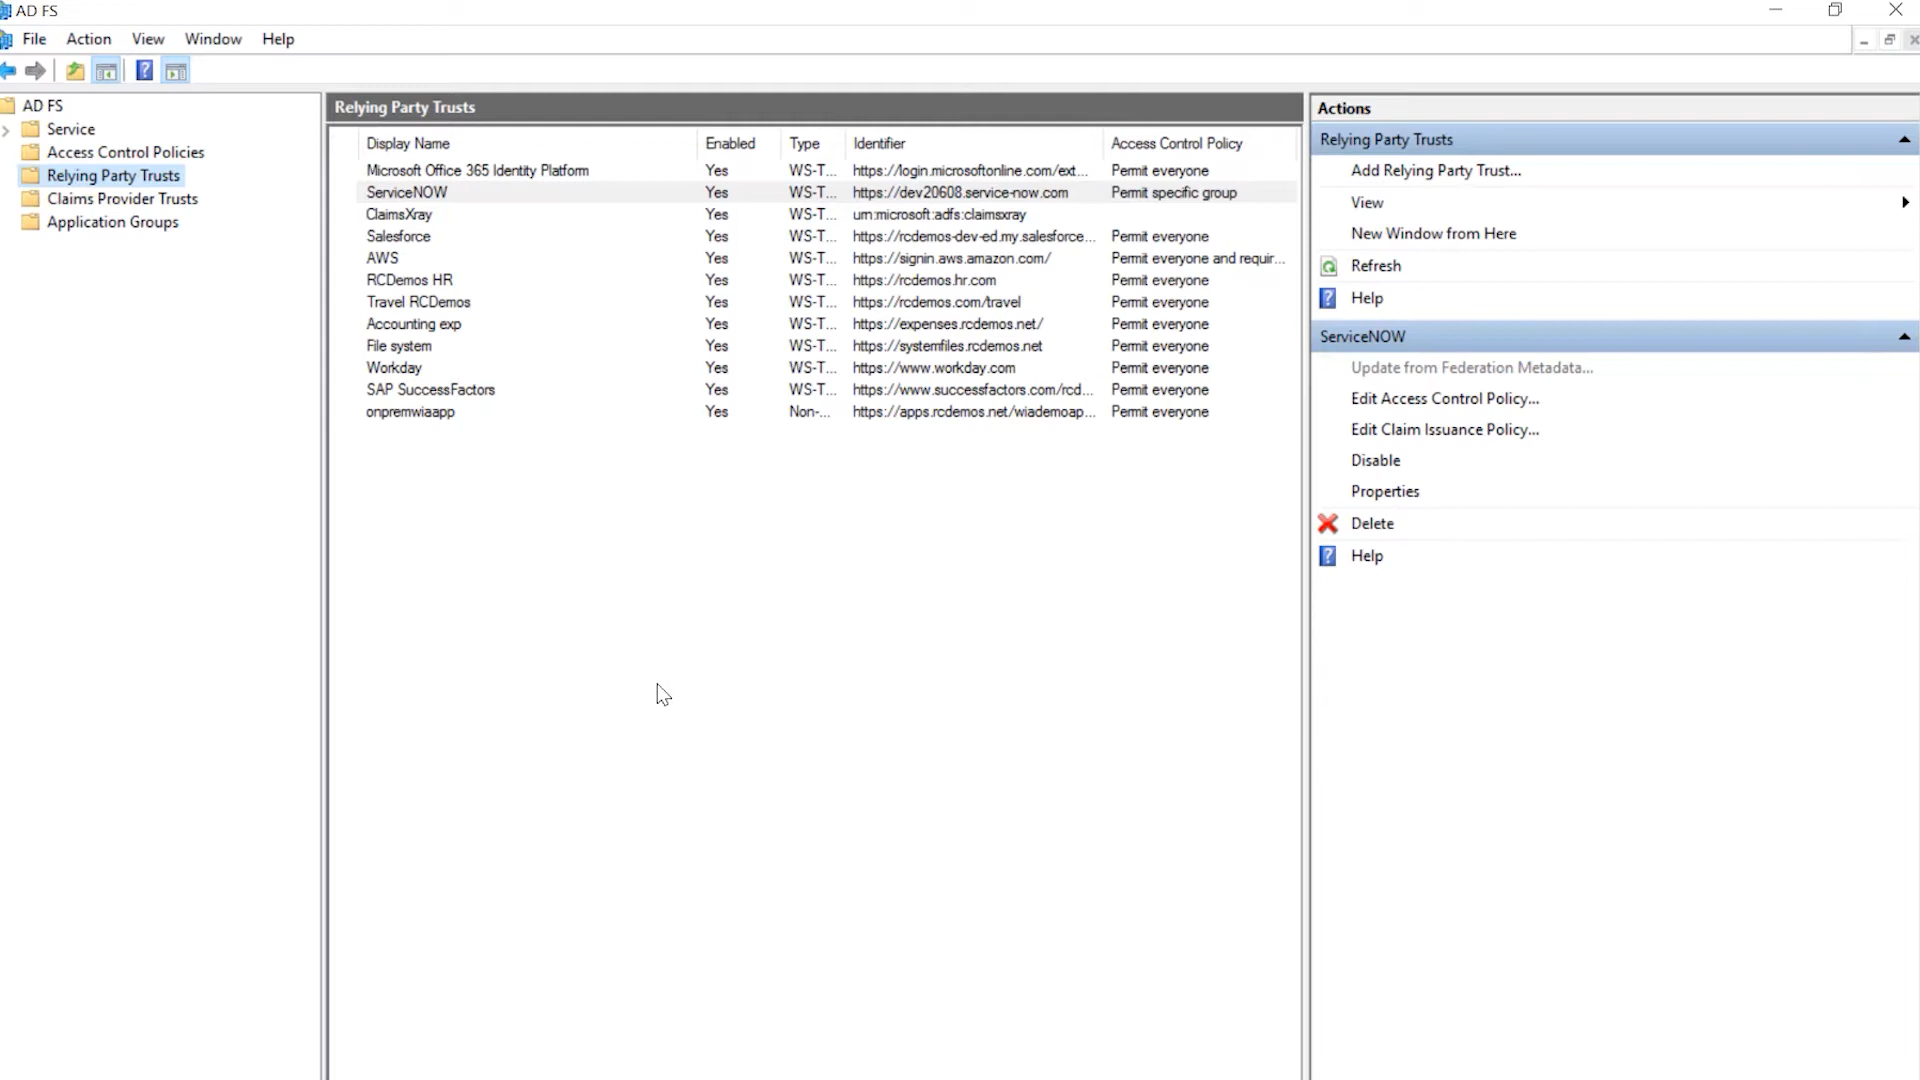 AD FS
File Action View Window Help
AD FS
Service
Access Control Policies
Relying Party Trusts
Claims Provider Trusts
Application Groups
Relying Party Trusts
Display Name Enabled Type Identifier Access Control Policy
Microsoft Office 365 Identity Platform Yes WS-T... https://login.microsoftonline.com/ext... Permit everyone
ServiceNOW Yes WS-T... https://dev20608.service-now.com Permit specific group
ClaimsXray Yes WS-T... urn:microsoft:adfs:claimsxray
Salesforce Yes WS-T... https://rcdemos-dev-ed.my.salesforce... Permit everyone
AWS Yes WS-T... https://signin.aws.amazon.com/ Permit everyone and requir...
RCDemos HR Yes WS-T... https://rcdemos.hr.com Permit everyone
Travel RCDemos Yes WS-T... https://rcdemos.com/travel Permit everyone
Accounting exp Yes WS-T... https://expenses.rcdemos.net/ Permit everyone
File system Yes WS-T... https://systemfiles.rcdemos.net Permit everyone
Workday Yes WS-T... https://www.workday.com Permit everyone
SAP SuccessFactors Yes WS-T... https://www.successfactors.com/rcd... Permit everyone
onpremwiaapp Yes Non-... https://apps.rcdemos.net/wiademoap... Permit everyone
Actions
Relying Party Trusts
Add Relying Party Trust...
View
New Window from Here
Refresh
Help
ServiceNOW
Update from Federation Metadata...
Edit Access Control Policy...
Edit Claim Issuance Policy...
Disable
Properties
Delete
Help